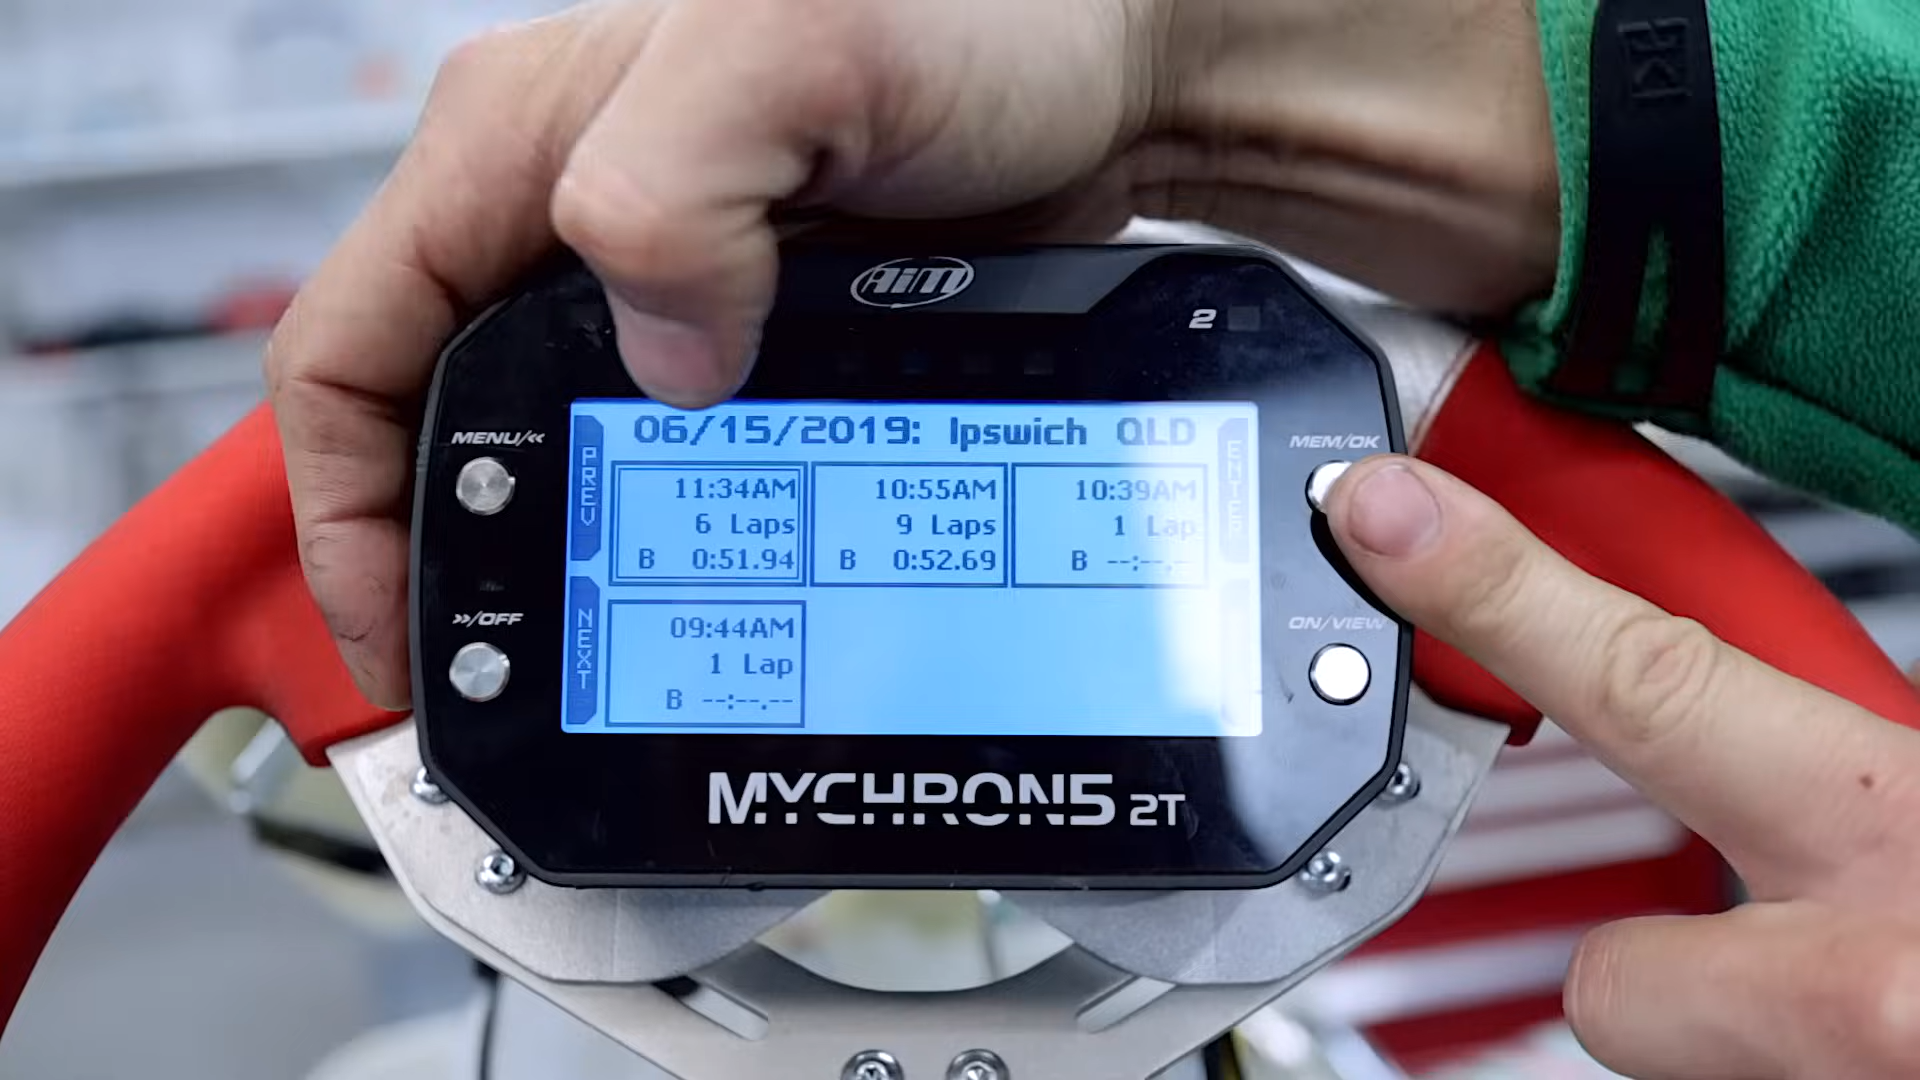 AiM
2
MENU/«
MEM/OK
»/OFF
ON/VIEW
PREV
NEXT
ENTER
06/15/2019: Ipswich QLD
11:34AM
6 Laps
B 0:51.94
10:55AM
9 Laps
B 0:52.69
10:39AM
1 Lap
B --:--.--
09:44AM
1 Lap
B --:--.--
MYCHRON5 2T